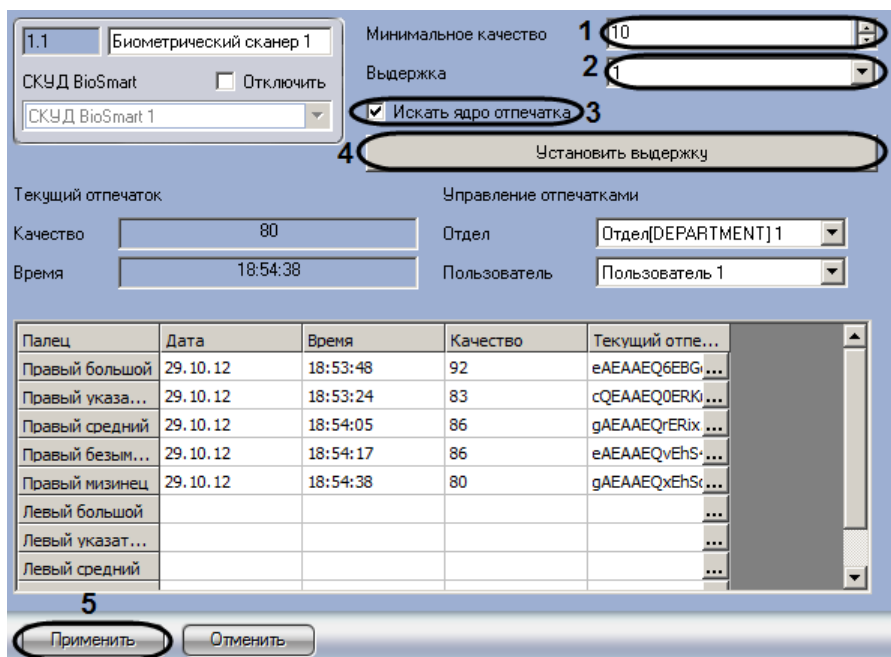 1.1 Биометрический сканер 1
СКУД BioSmart Отключить
СКУД BioSmart 1
Минимальное качество 1 10
Выдержка 2 1
Искать ядро отпечатка 3
4 Установить выдержку
Текущий отпечаток
Качество 80
Время 18:54:38
Управление отпечатками
Отдел Отдел[DEPARTMENT] 1
Пользователь Пользователь 1
Палец Дата Время Качество Текущий отпе...
Правый большой 29.10.12 18:53:48 92 eAEAAEQ6EBG ...
Правый указа... 29.10.12 18:53:24 83 cQEAAEQ0ERK ...
Правый средний 29.10.12 18:54:05 86 gAEAAEQrERix ...
Правый безым... 29.10.12 18:54:17 86 eAEAAEQvEhS ...
Правый мизинец 29.10.12 18:54:38 80 gAEAAEQxEhS ...
Левый большой ...
Левый указат... ...
Левый средний ...
5
Применить Отменить